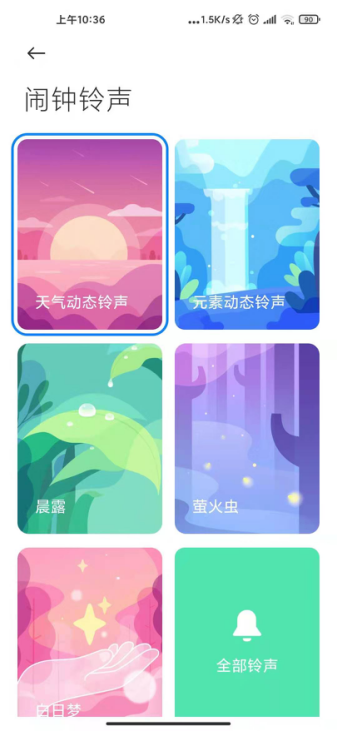 上午10:36
...1.5K/s
90
闹钟铃声
天气动态铃声
元素动态铃声
晨露
萤火虫
白日梦
全部铃声